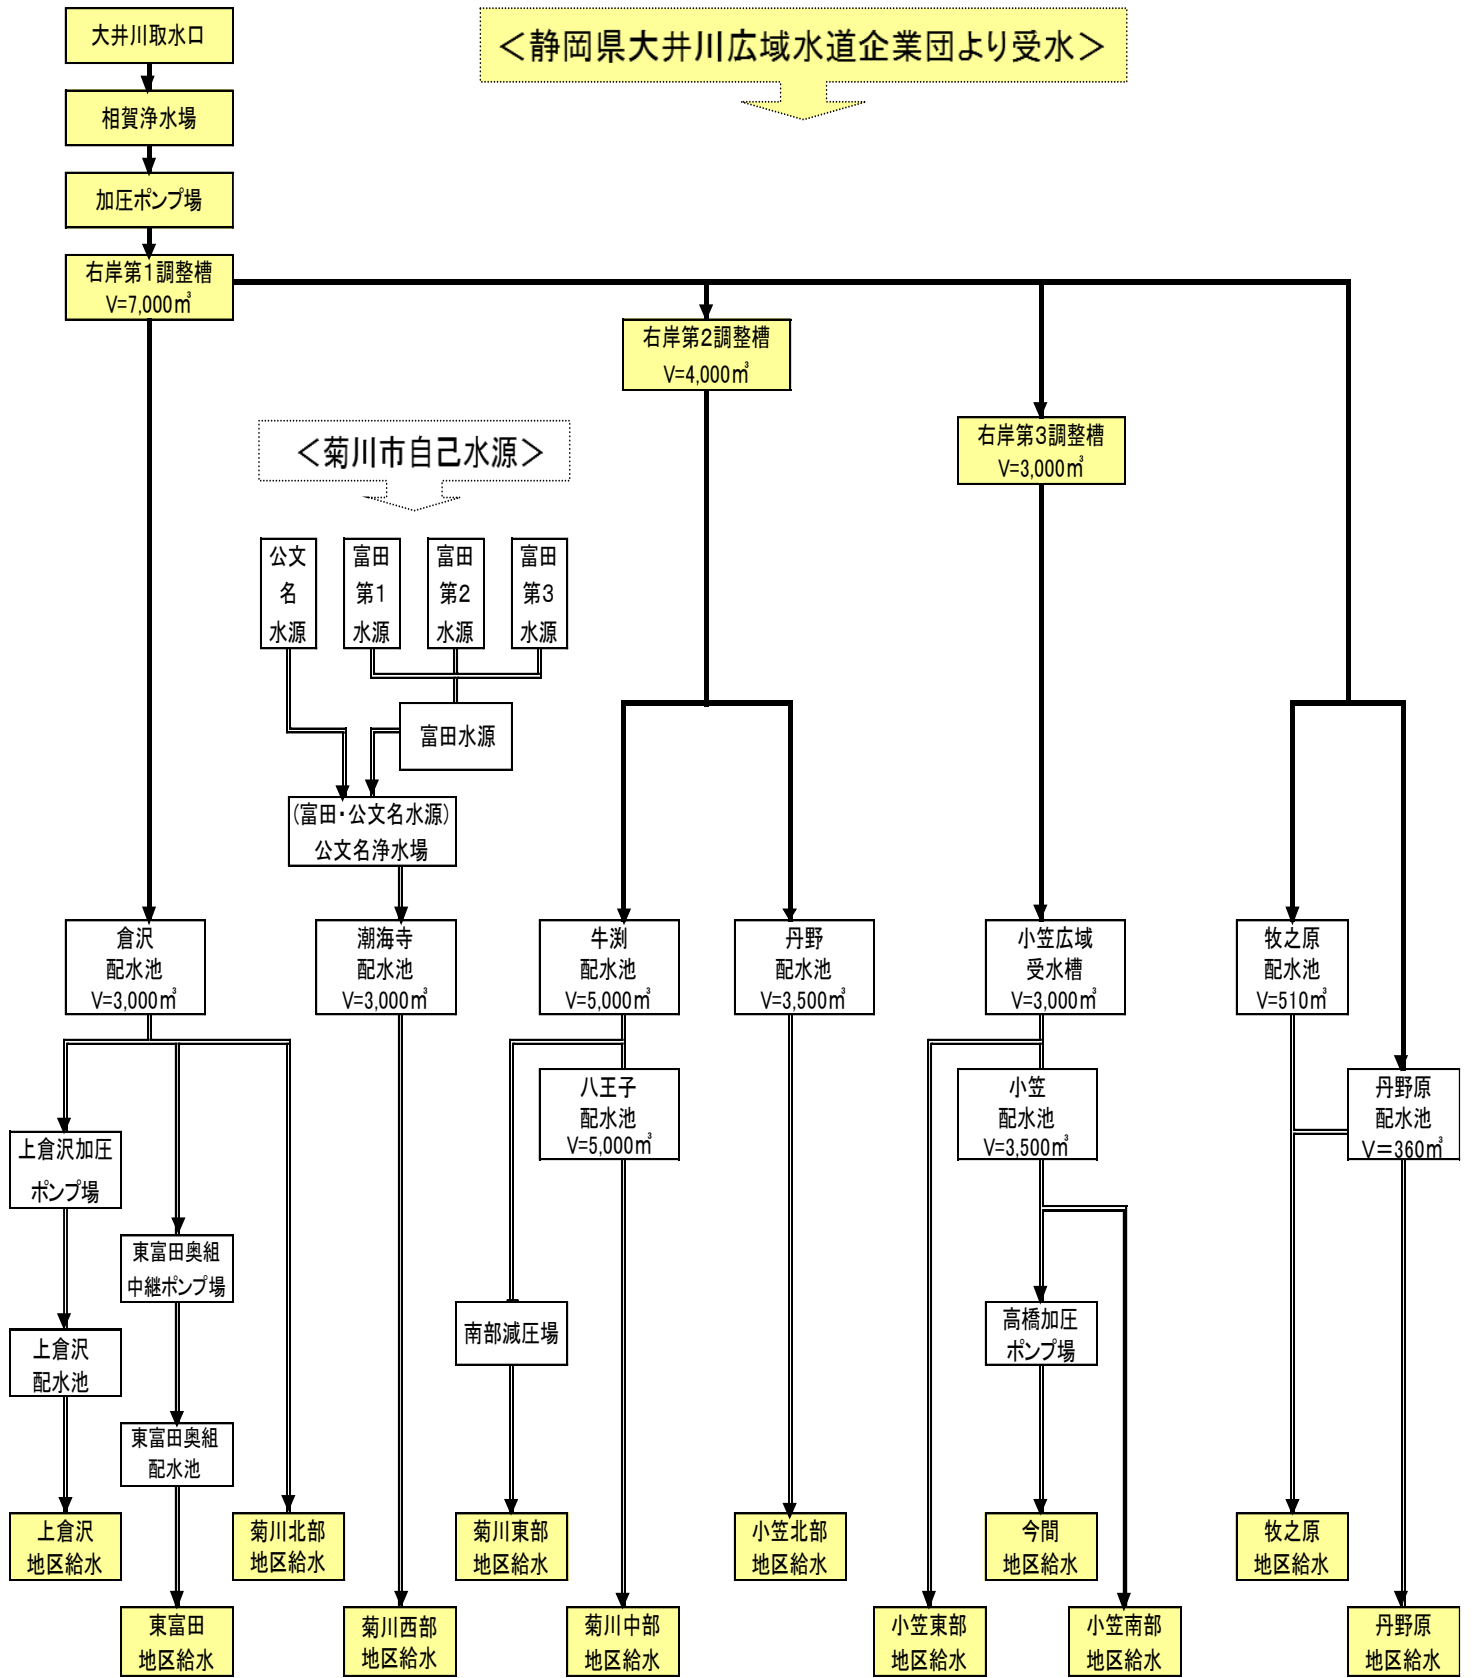 大井川取水口
<静岡県大井川広域水道企業団より受水>
相賀浄水場
加圧ポンプ場
右岸第1調整槽
V=7,000㎥
右岸第2調整槽
V=4,000㎥
右岸第3調整槽
V=3,000㎥
<菊川市自己水源>
公文
名
水源
富田
第1
水源
富田
第2
水源
富田
第3
水源
富田水源
(富田・公文名水源)
公文名浄水場
倉沢
配水池
V=3,000㎥
潮海寺
配水池
V=3,000㎥
牛渕
配水池
V=5,000㎥
丹野
配水池
V=3,500㎥
小笠広域
受水槽
V=3,000㎥
牧之原
配水池
V=510㎥
八王子
配水池
V=5,000㎥
小笠
配水池
V=3,500㎥
丹野原
配水池
V=360㎥
上倉沢加圧
ポンプ場
東富田奥組
中継ポンプ場
南部減圧場
高橋加圧
ポンプ場
上倉沢
配水池
東富田奥組
配水池
上倉沢
地区給水
菊川北部
地区給水
菊川東部
地区給水
小笠北部
地区給水
今間
地区給水
牧之原
地区給水
東富田
地区給水
菊川西部
地区給水
菊川中部
地区給水
小笠東部
地区給水
小笠南部
地区給水
丹野原
地区給水